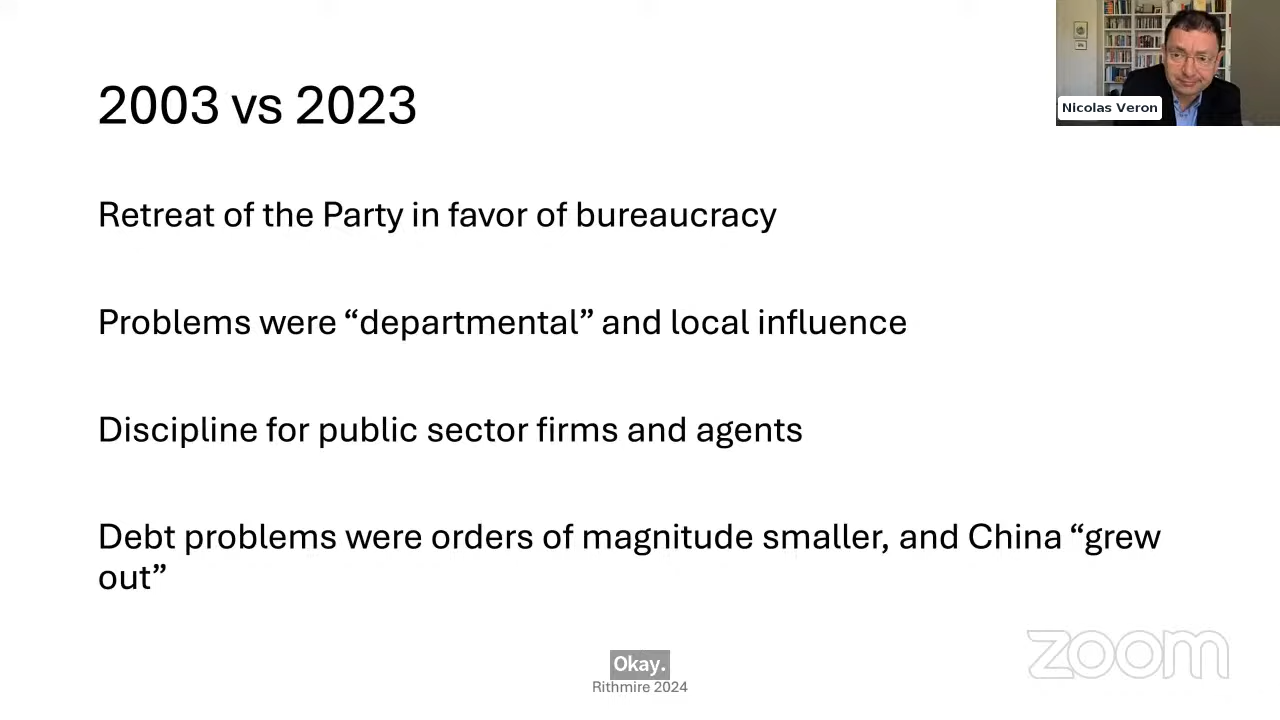 2003 vs 2023
Nicolas Veron
Retreat of the Party in favor of bureaucracy
Problems were “departmental” and local influence
Discipline for public sector firms and agents
Debt problems were orders of magnitude smaller, and China “grew
out”
zoom
Okay.
Rithmire 2024